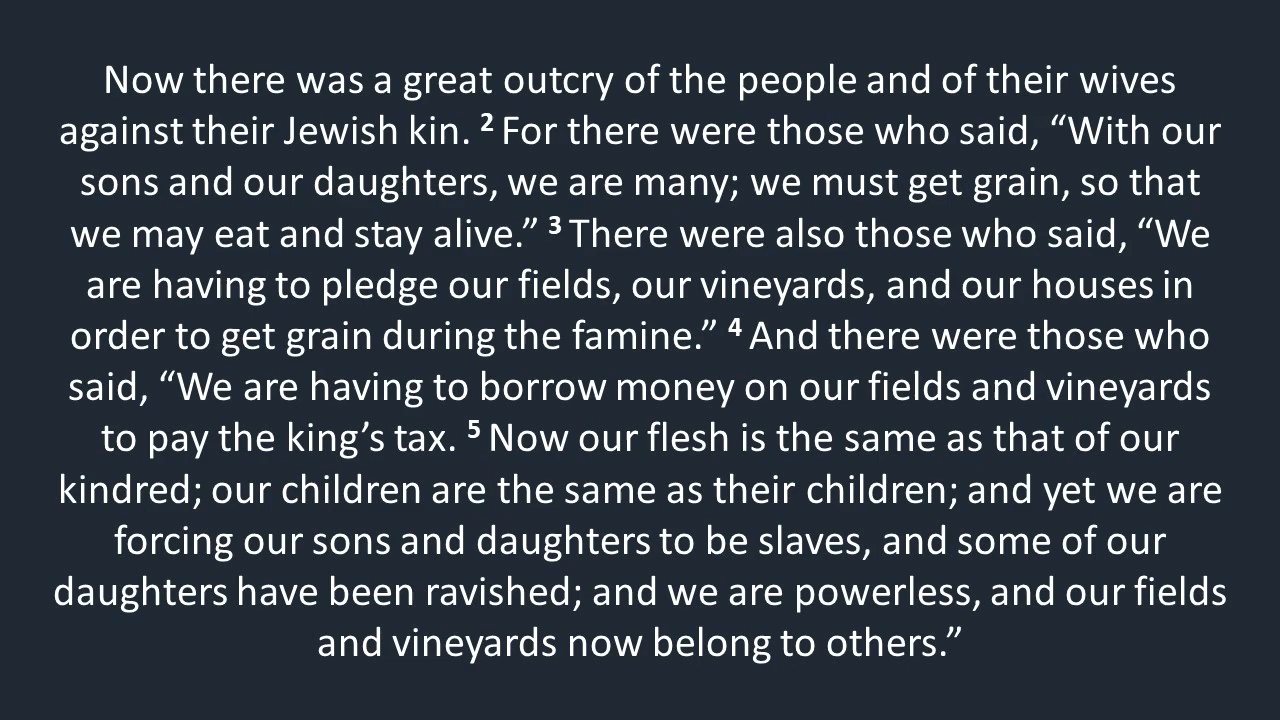 Now there was a great outcry of the people and of their wives
against their Jewish kin. 2 For there were those who said, “With our
sons and our daughters, we are many; we must get grain, so that
we may eat and stay alive.” 3 There were also those who said, “We
are having to pledge our fields, our vineyards, and our houses in
order to get grain during the famine.” 4 And there were those who
said, “We are having to borrow money on our fields and vineyards
to pay the king’s tax. 5 Now our flesh is the same as that of our
kindred; our children are the same as their children; and yet we are
forcing our sons and daughters to be slaves, and some of our
daughters have been ravished; and we are powerless, and our fields
and vineyards now belong to others.”